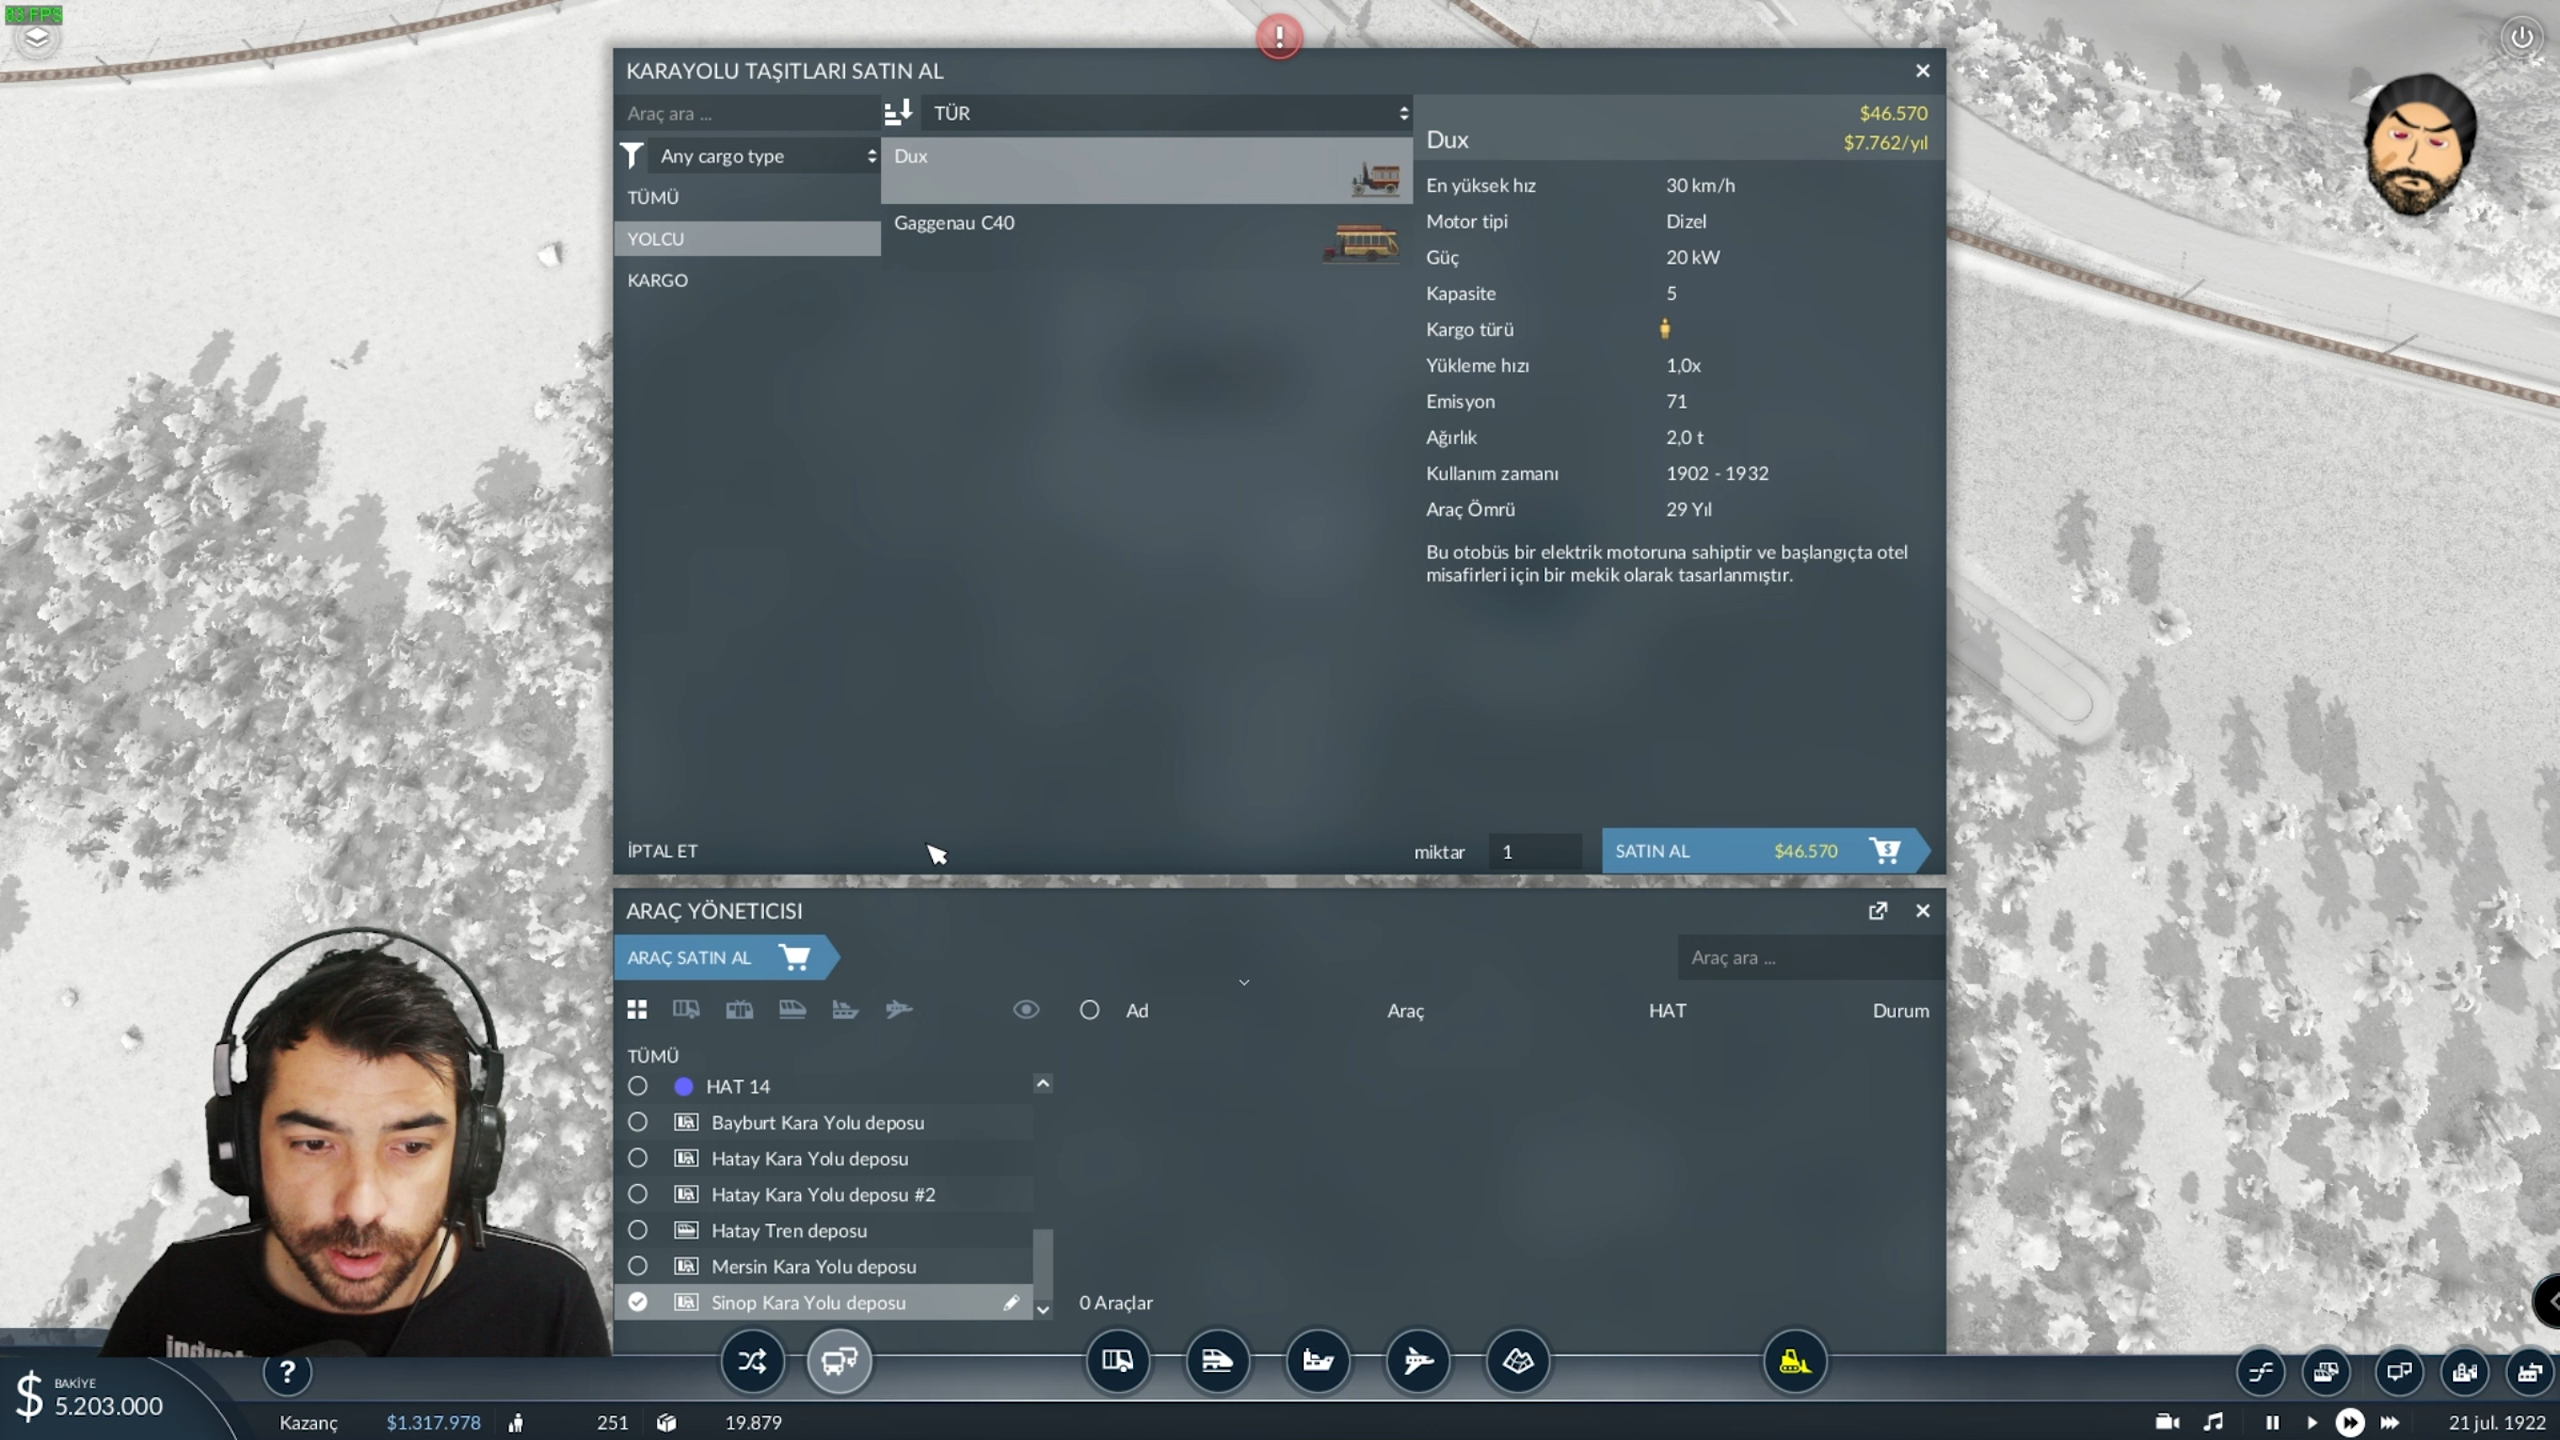 83 FPS
KARAYOLU TAŞITLARI SATIN AL
Araç ara ...
TÜR
Any cargo type
TÜMÜ
YOLCU
KARGO
Dux
Gaggenau C40
Dux
$46.570
$7.762/yıl
En yüksek hız 30 km/h
Motor tipi Dizel
Güç 20 kW
Kapasite 5
Kargo türü
Yükleme hızı 1,0x
Emisyon 71
Ağırlık 2,0 t
Kullanım zamanı 1902 - 1932
Araç Ömrü 29 Yıl
Bu otobüs bir elektrik motoruna sahiptir ve başlangıçta otel
misafirleri için bir mekik olarak tasarlanmıştır.
İPTAL ET
miktar 1
SATIN AL $46.570
ARAÇ YÖNETICISI
ARAÇ SATIN AL
Araç ara ...
Ad Araç HAT Durum
TÜMÜ
HAT 14
Bayburt Kara Yolu deposu
Hatay Kara Yolu deposu
Hatay Kara Yolu deposu #2
Hatay Tren deposu
Mersin Kara Yolu deposu
Sinop Kara Yolu deposu
0 Araçlar
?
$ BAKİYE
5.203.000
Kazanç $1.317.978 251 19.879
21 jul. 1922